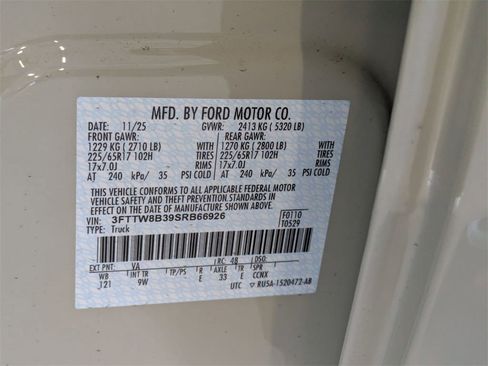 MFD. BY FORD MOTOR CO.
DATE: 11/25 GVWR: 2413 KG ( 5320 LB)
FRONT GAWR: REAR GAWR:
1229 KG ( 2710 LB) WITH 1270 KG ( 2800 LB) WITH
225/65R17 102H TIRES 225/65R17 102H TIRES
17x7.0J RIMS 17x7.0J RIMS
AT 240 kPa/ 35 PSI COLD AT 240 kPa/ 35 PSI COLD
THIS VEHICLE CONFORMS TO ALL APPLICABLE FEDERAL MOTOR
VEHICLE SAFETY AND THEFT PREVENTION STANDARDS IN
EFFECT ON THE DATE OF MANUFACTURE SHOWN ABOVE.
VIN: 3FTTW8B39SRB66926 F0110
TYPE: Truck T0529
EXT PNT: VA RC: 48 DSO:
WB INT TR TP/PS R AXLE TR SPR
121 9W E 33 E CCNX
UTC RU5A-1520472-AB